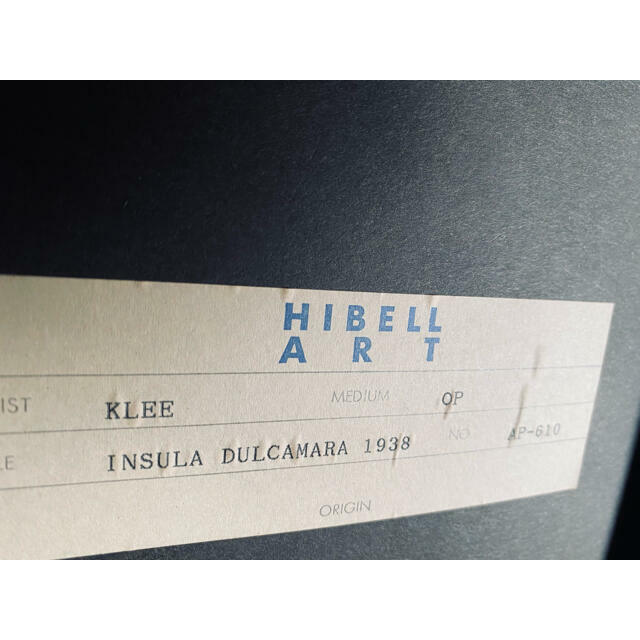 HIBELL
ART
IST KLEE MEDIUM OP
LE INSULA DULCAMARA 1938 NO AP-610
ORIGIN